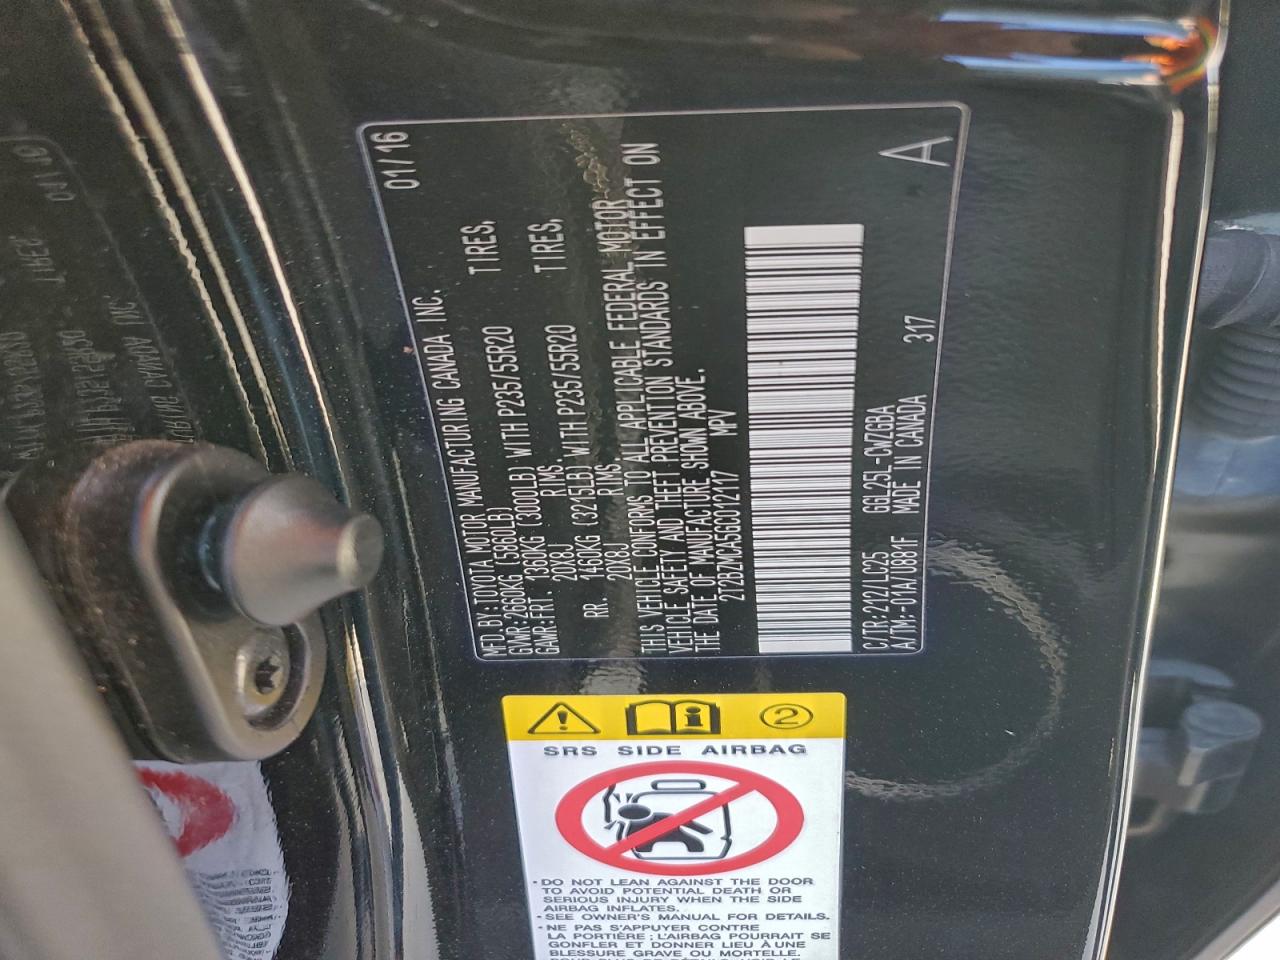 MFD.BY:TOYOTA MOTOR MANUFACTURING CANADA INC. 01/16
GVWR:2660KG (5860LB)
GAWR:FRT. 1360KG (3000LB) WITH P235/55R20 TIRES,
20X8J RIMS.
RR. 1460KG (3215LB) WITH P235/55R20 TIRES,
20X8J RIMS.
THIS VEHICLE CONFORMS TO ALL APPLICABLE FEDERAL MOTOR
VEHICLE SAFETY AND THEFT PREVENTION STANDARDS IN EFFECT ON
THE DATE OF MANUFACTURE SHOWN ABOVE.
2T2BZMCA5GC012117 MPV
C/TR:212/LC25 GGL25L-CWZGBA
A/TM:-01A/U881F MADE IN CANADA 317
A
2
SRS SIDE AIRBAG
· DO NOT LEAN AGAINST THE DOOR
TO AVOID POTENTIAL DEATH OR
SERIOUS INJURY WHEN THE SIDE
AIRBAG INFLATES.
· SEE OWNER'S MANUAL FOR DETAILS.
· NE PAS S'APPUYER CONTRE
LA PORTIÈRE ; L'AIRBAG POURRAIT SE
GONFLER ET DONNER LIEU À UNE
BLESSURE GRAVE OU MORTELLE.